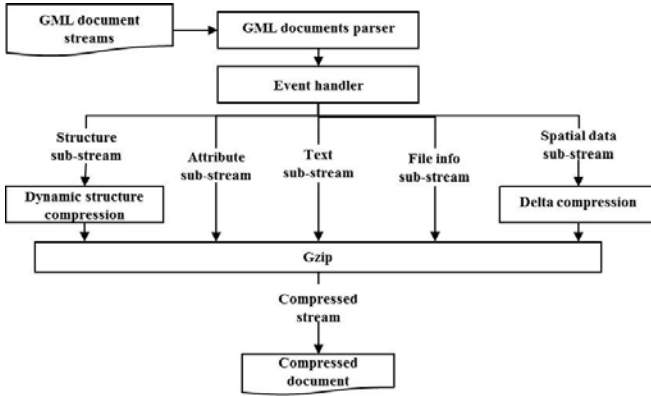 GML document
streams
GML documents parser
Event handler
Structure
sub-stream
Attribute
sub-stream
Text
sub-stream
File info
sub-stream
Spatial data
sub-stream
Dynamic structure
compression
Delta compression
Gzip
Compressed
stream
Compressed
document